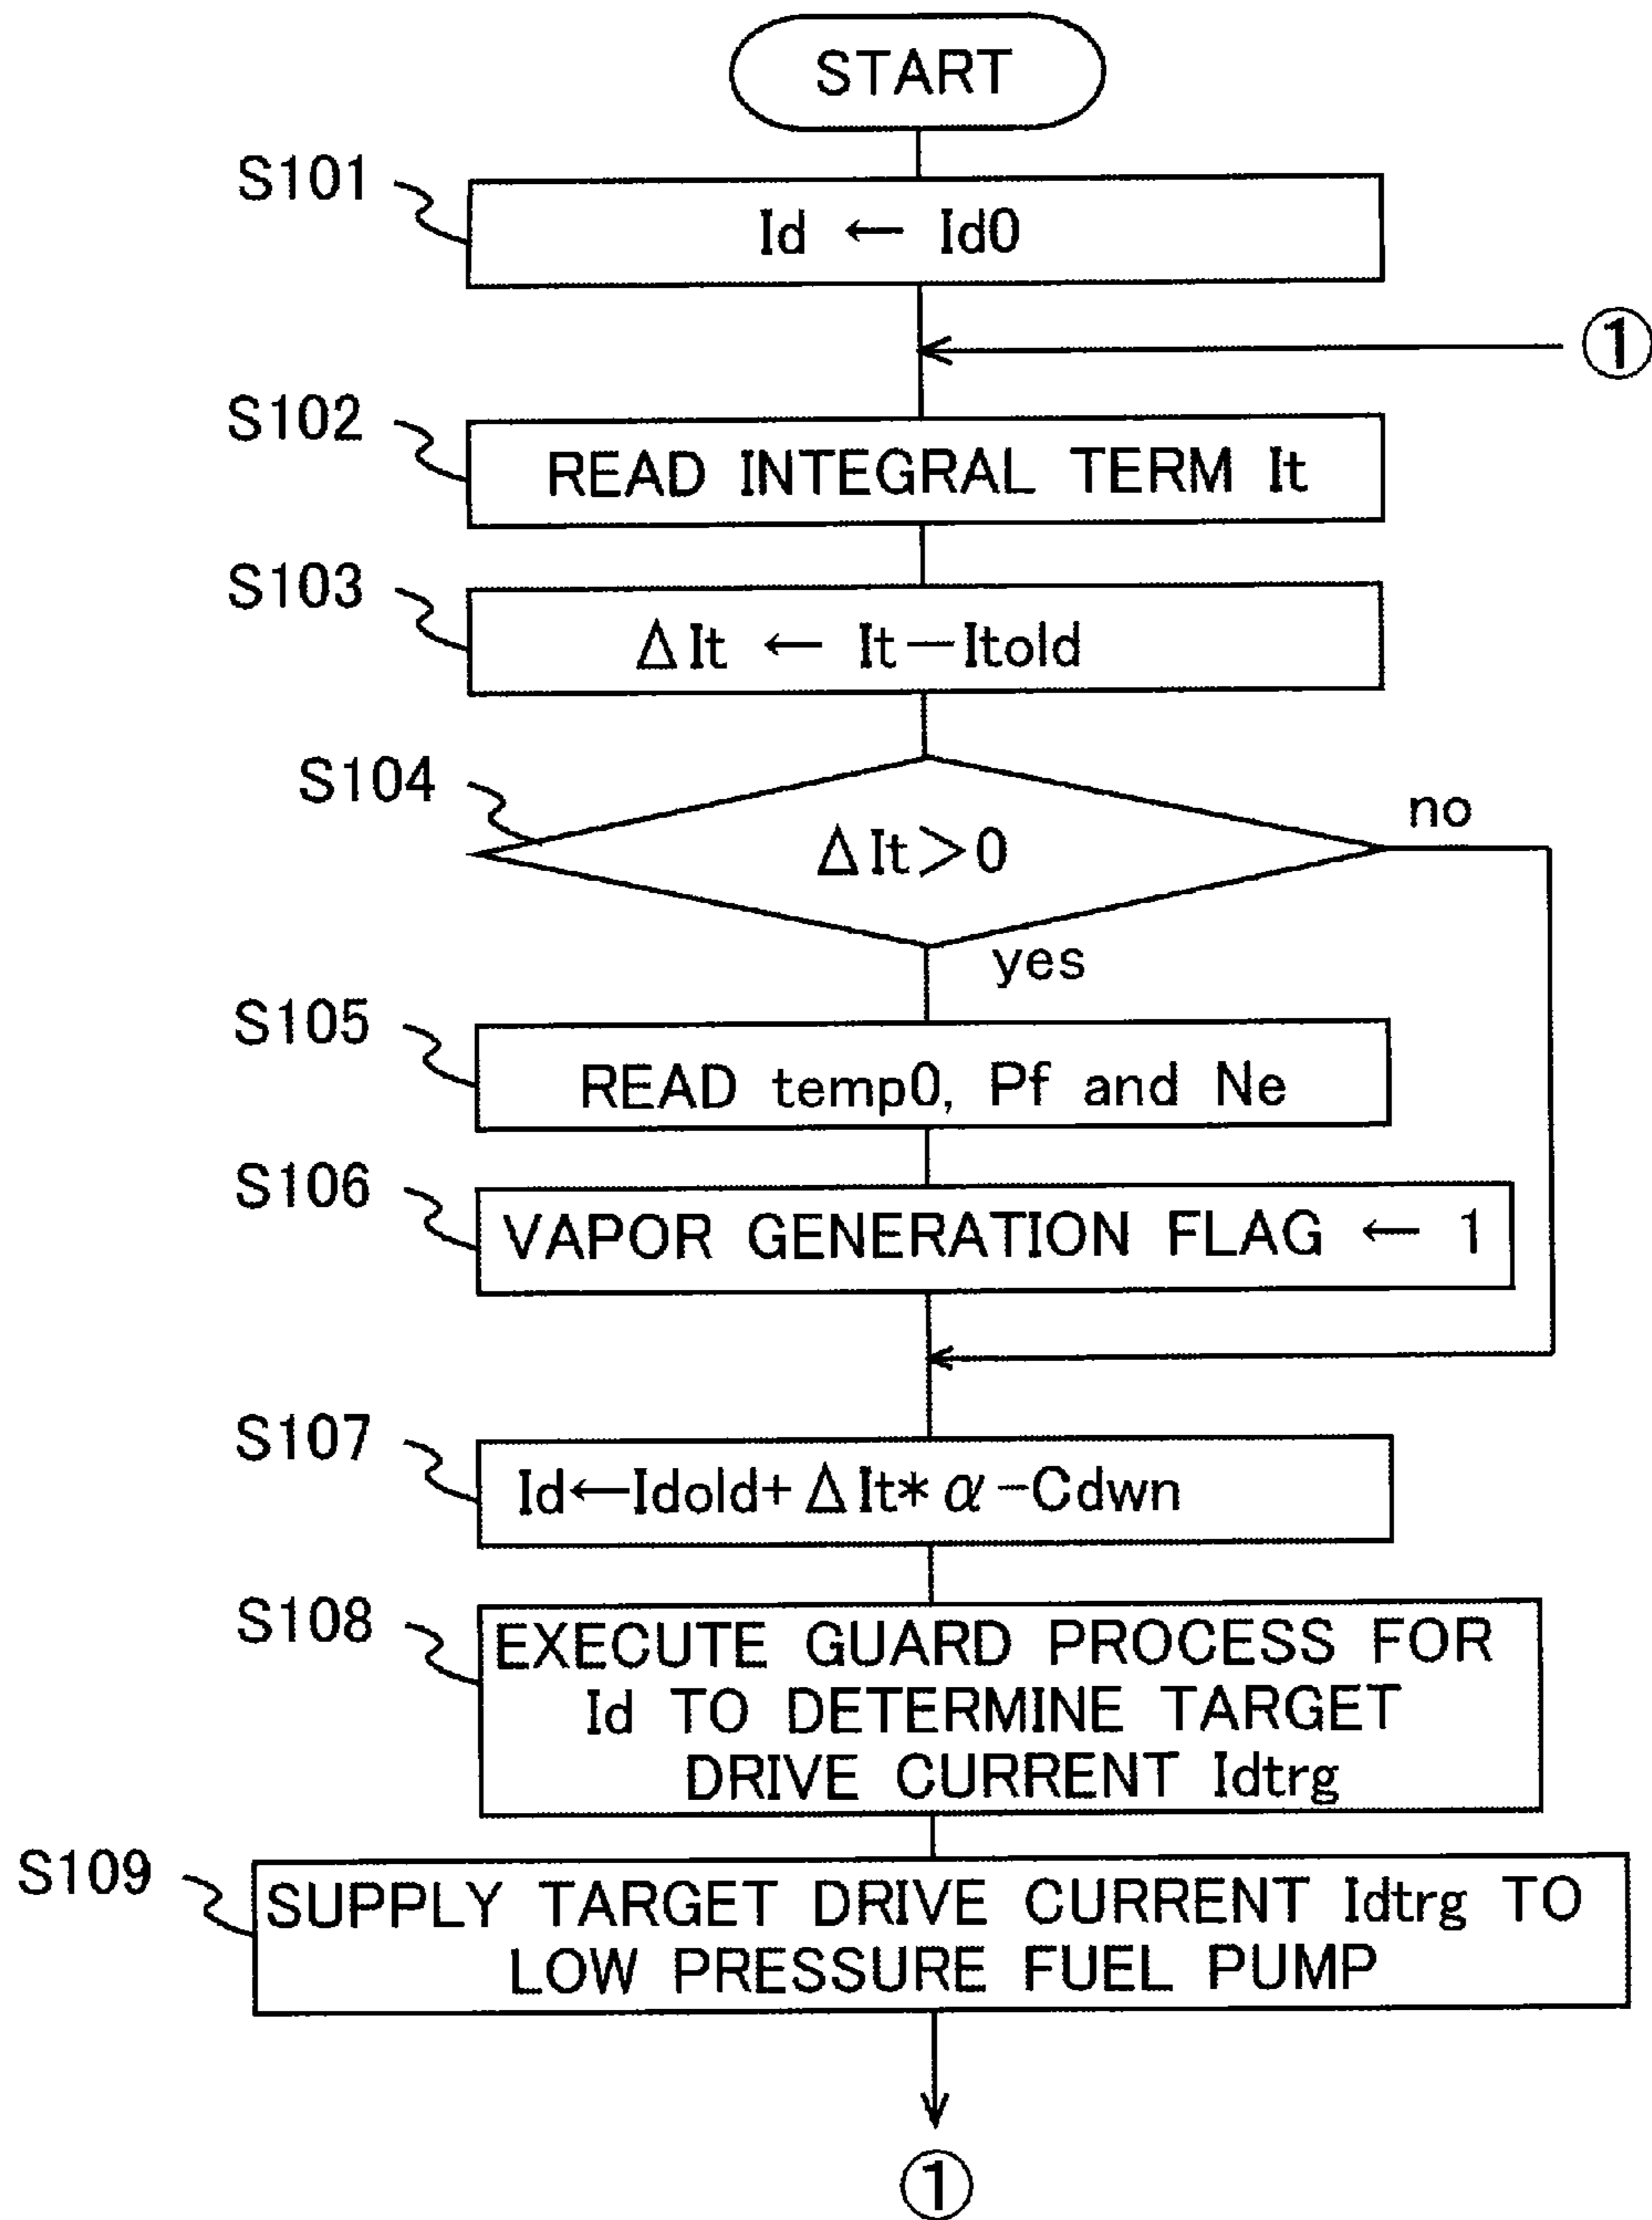 START
S101
Id ← Id0
①
S102
READ INTEGRAL TERM It
S103
ΔIt ← It-Itold
S104
ΔIt>0
no
yes
S105
READ temp0, Pf and Ne
S106
VAPOR GENERATION FLAG ← 1
S107
Id←Idold+ΔIt*α-Cdwn
S108
EXECUTE GUARD PROCESS FOR
Id TO DETERMINE TARGET
DRIVE CURRENT Idtrg
S109
SUPPLY TARGET DRIVE CURRENT Idtrg TO
LOW PRESSURE FUEL PUMP
①